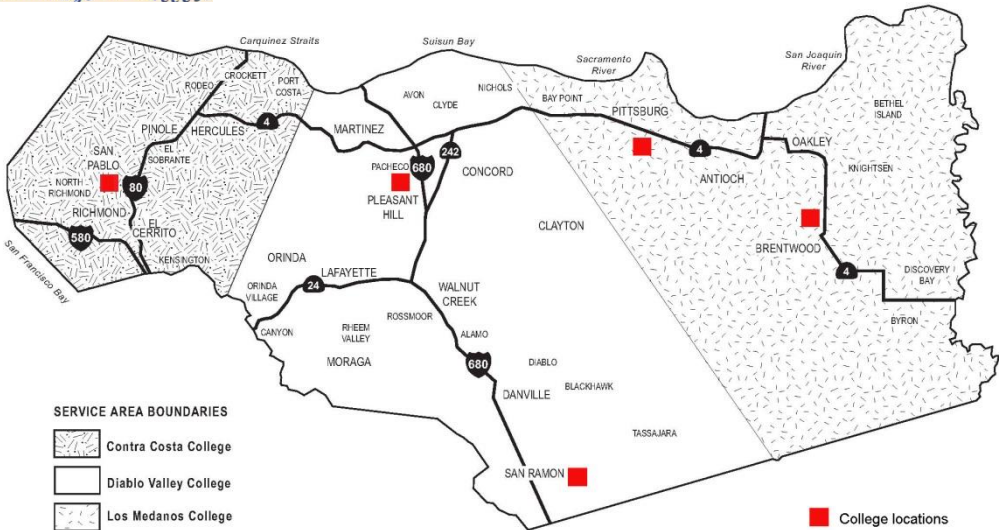 Carquinez Straits
Suisun Bay
Sacramento
River
San Joaquin
River
CROCKETT
RODEO
PORT
COSTA
AVON
CLYDE
NICHOLS
BAY POINT
PITTSBURG
BETHEL
ISLAND
PINOLE
HERCULES
4
MARTINEZ
EL
SOBRANTE
SAN
PABLO
NORTH
RICHMOND
80
RICHMOND
EL
CERRITO
580
KENSINGTON
San Francisco Bay
PACHECO
680
242
CONCORD
PLEASANT
HILL
4
OAKLEY
ANTIOCH
KNIGHTSEN
CLAYTON
BRENTWOOD
4
DISCOVERY
BAY
BYRON
ORINDA
LAFAYETTE
24
ORINDA
VILLAGE
WALNUT
CREEK
ROSSMOOR
CANYON
RHEEM
VALLEY
ALAMO
MORAGA
680
DIABLO
BLACKHAWK
DANVILLE
TASSAJARA
SAN RAMON
SERVICE AREA BOUNDARIES
Contra Costa College
Diablo Valley College
Los Medanos College
College locations